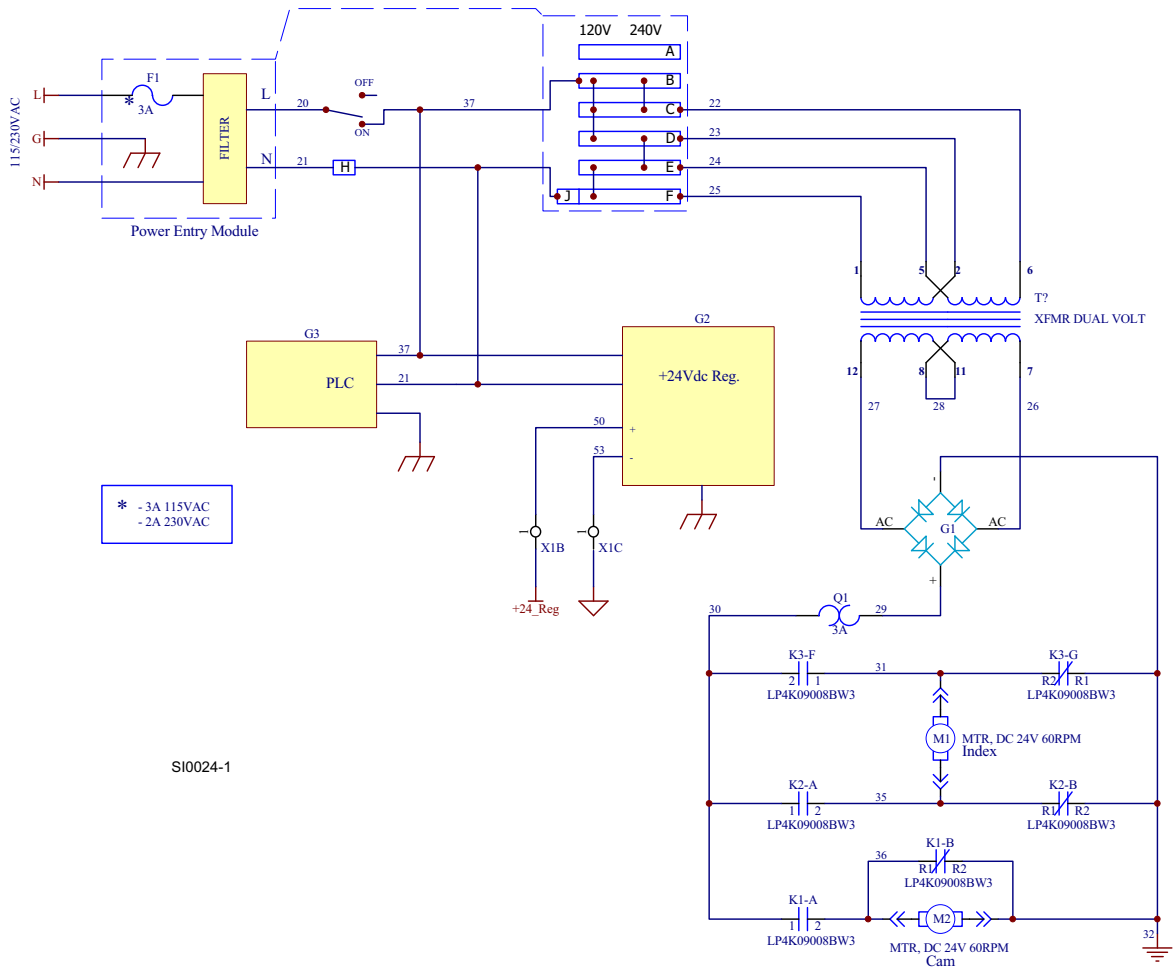 120V 240V
A
B
C
D
E
J F
115/230VAC
L
G
N
F1
*
3A
FILTER
L
N
Power Entry Module
20
OFF
ON
37
21
H
22
23
24
25
1 5 2 6
T?
XFMR DUAL VOLT
12 8 11 7
27 28 26
G3
PLC
37
21
G2
+24Vdc Reg.
50
+
53
-
1
X1B
1
X1C
+24_Reg
* - 3A 115VAC
- 2A 230VAC
-
AC G1 AC
+
30
Q1
3A
29
K3-F
2 1
LP4K09008BW3
31
K3-G
R2 R1
LP4K09008BW3
M1
MTR, DC 24V 60RPM
Index
K2-A
1 2
LP4K09008BW3
35
K2-B
R1 R2
LP4K09008BW3
36
K1-B
R1 R2
LP4K09008BW3
K1-A
1 2
LP4K09008BW3
M2
MTR, DC 24V 60RPM
Cam
32
SI0024-1